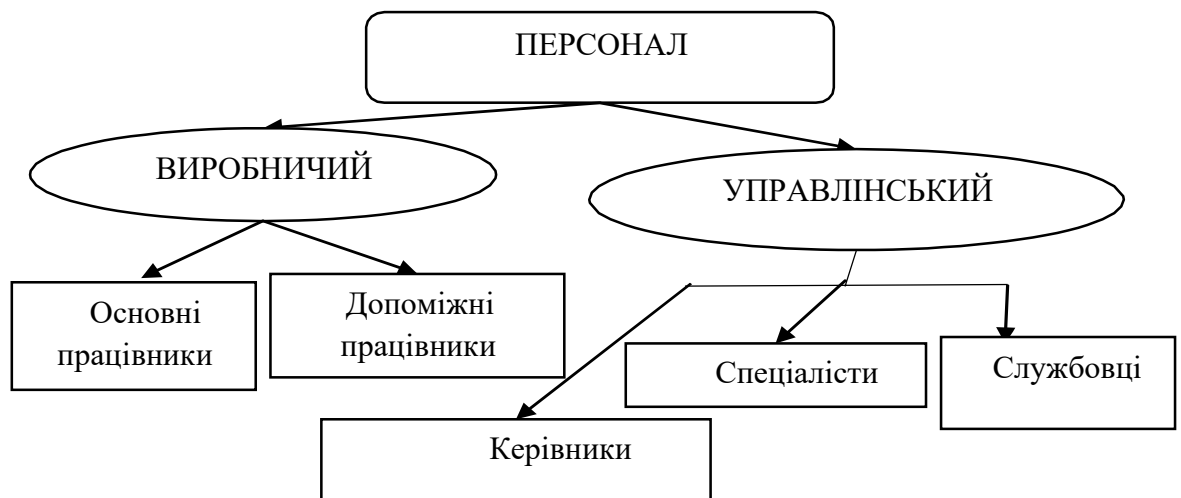 ПЕРСОНАЛ
ВИРОБНИЧИЙ
УПРАВЛІНСЬКИЙ
Основні
працівники
Допоміжні
працівники
Спеціалісти
Службовці
Керівники